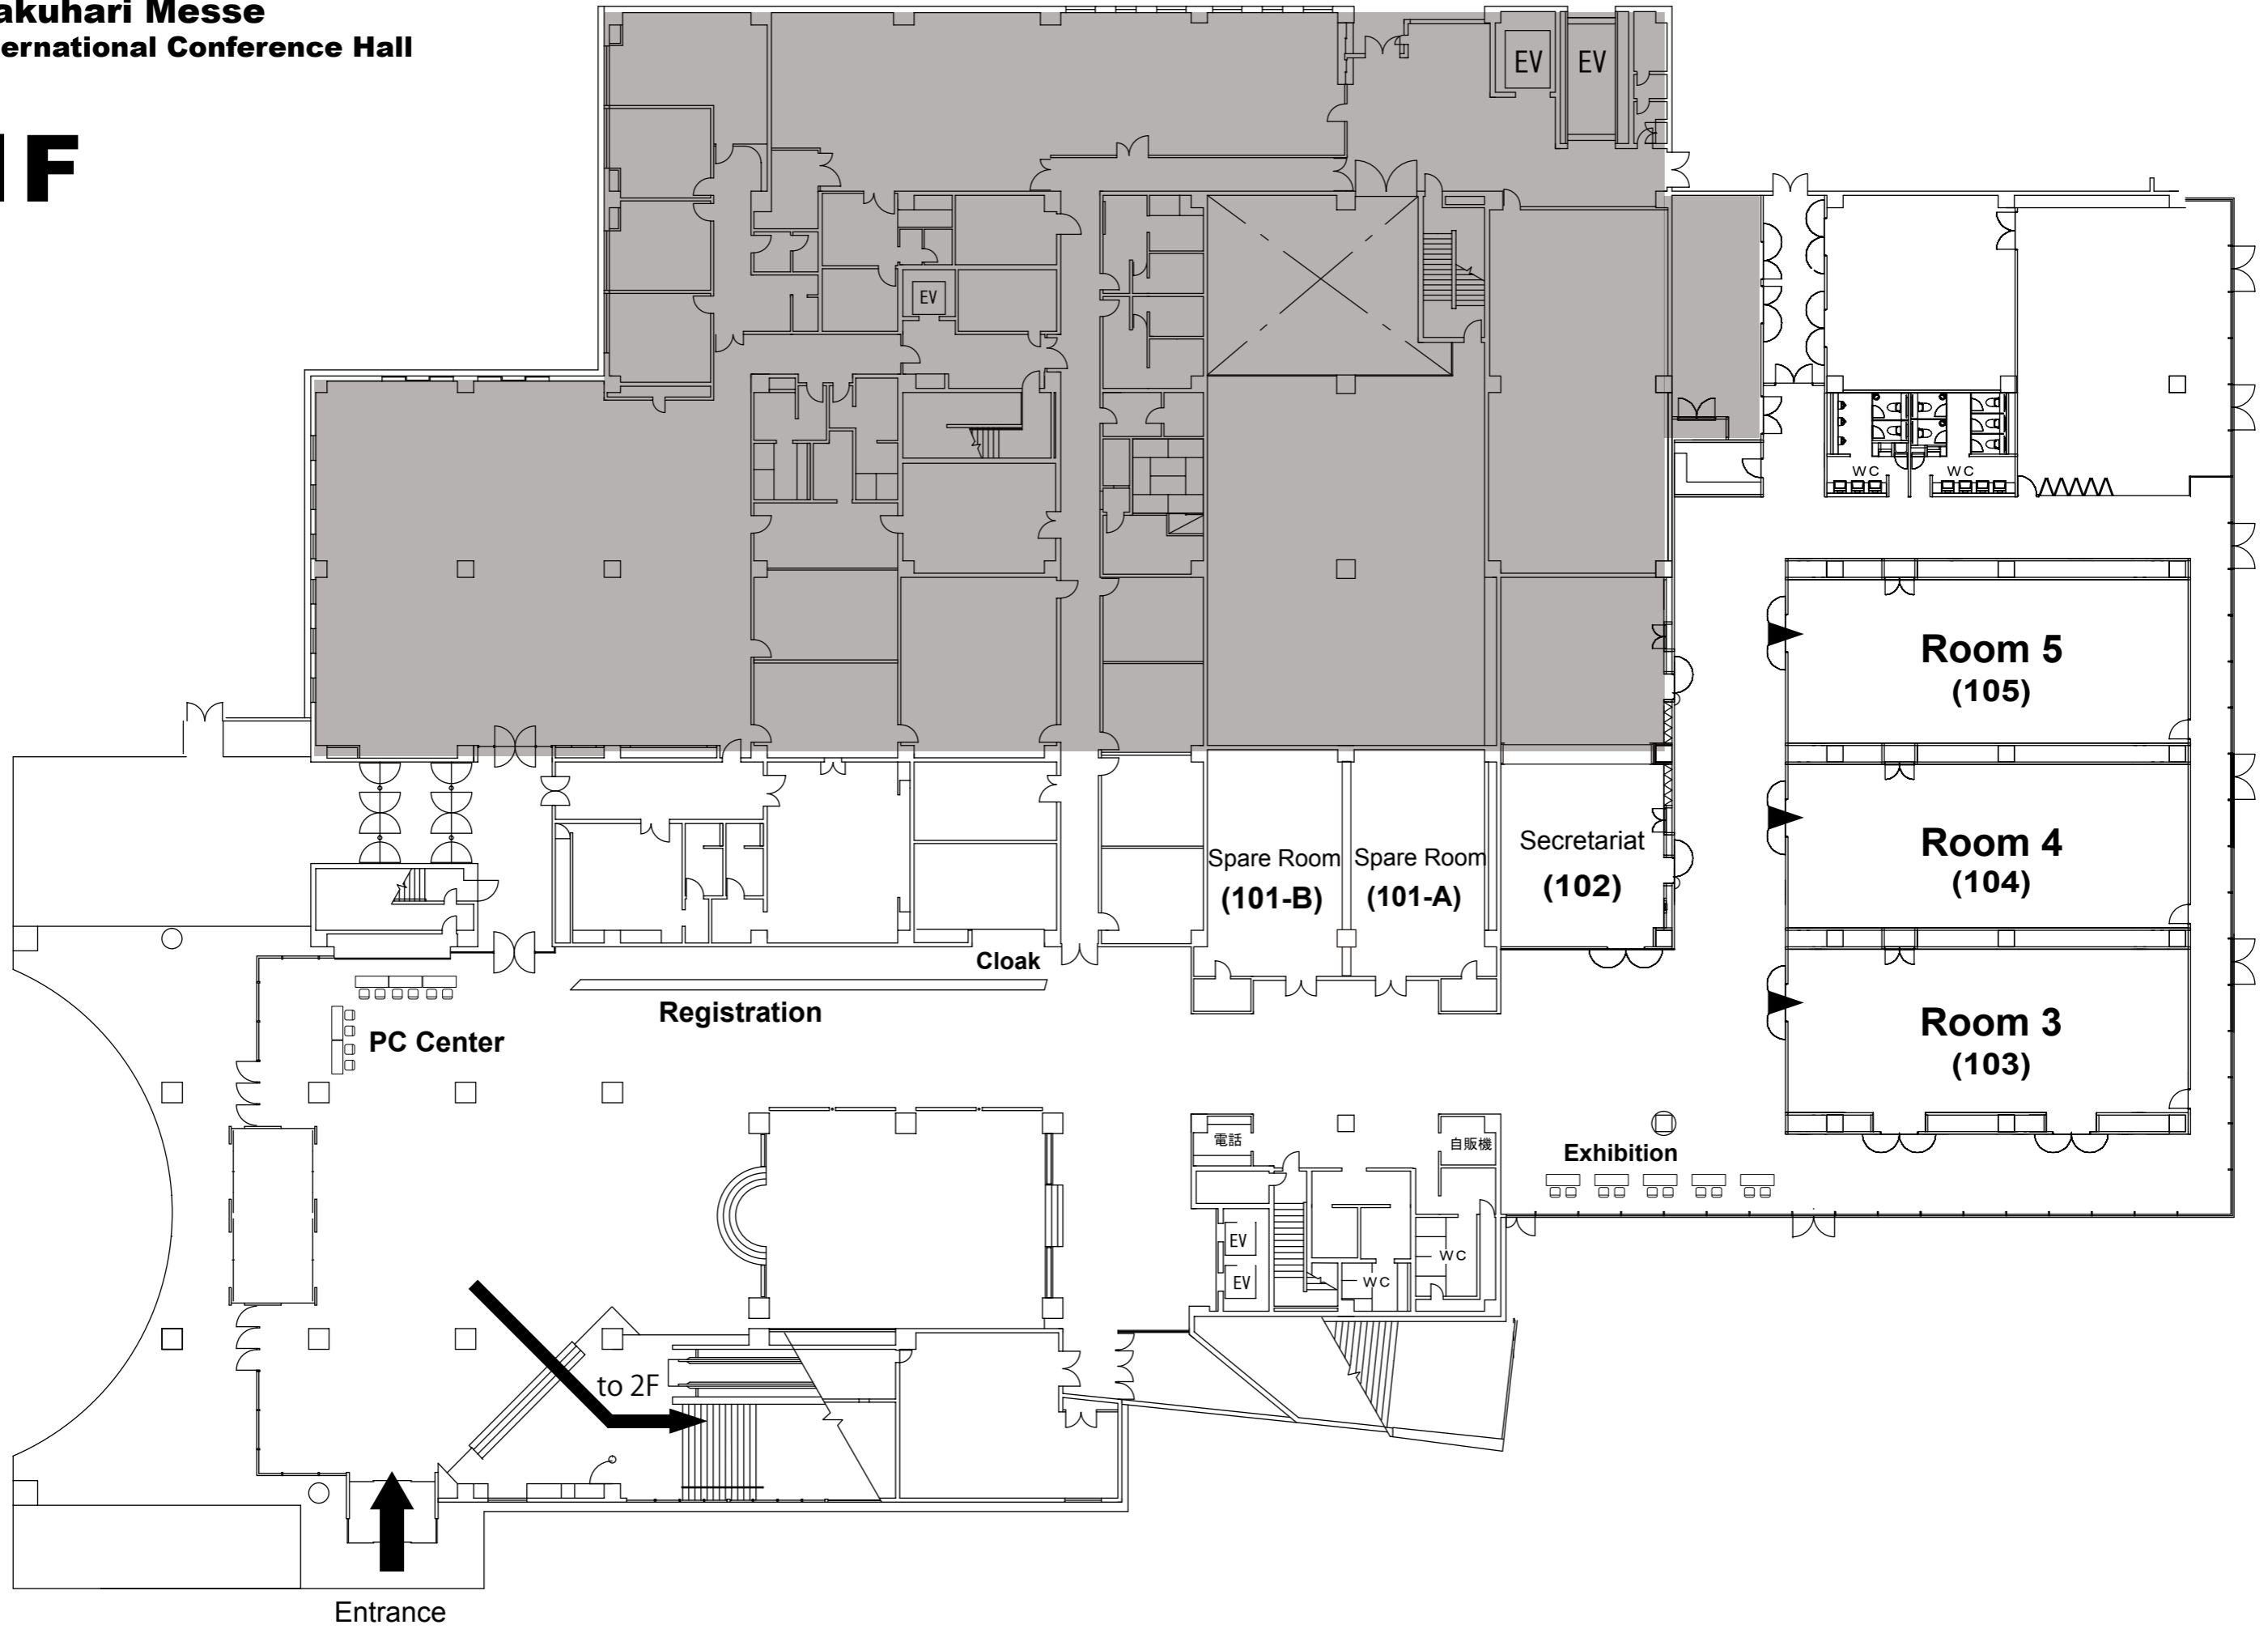 akuhari Messe
ernational Conference Hall
1F
EV
EV
EV
WC
WC
Room 5
(105)
Room 4
(104)
Room 3
(103)
Secretariat
(102)
Spare Room
(101-B)
Spare Room
(101-A)
Cloak
Registration
PC Center
電話
自販機
Exhibition
EV
EV
WC
WC
to 2F
Entrance